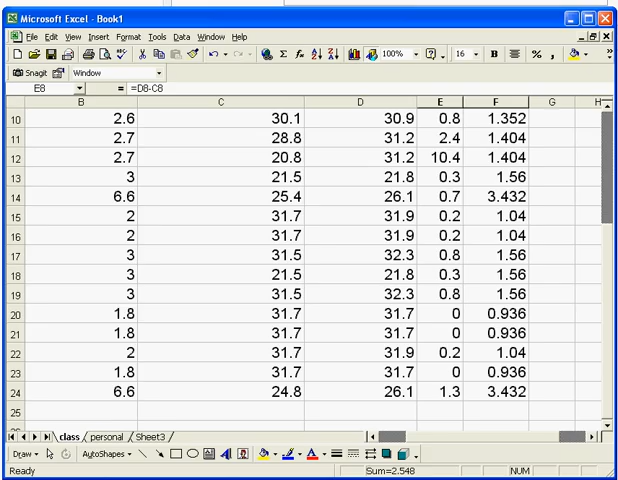 Microsoft Excel - Book1
File Edit View Insert Format Tools Data Window Help
100% 16 B % ,
SnagIt Window
E8 = =D8-C8
B C D E F G H
10 2.6 30.1 30.9 0.8 1.352
11 2.7 28.8 31.2 2.4 1.404
12 2.7 20.8 31.2 10.4 1.404
13 3 21.5 21.8 0.3 1.56
14 6.6 25.4 26.1 0.7 3.432
15 2 31.7 31.9 0.2 1.04
16 2 31.7 31.9 0.2 1.04
17 3 31.5 32.3 0.8 1.56
18 3 21.5 21.8 0.3 1.56
19 3 31.5 32.3 0.8 1.56
20 1.8 31.7 31.7 0 0.936
21 1.8 31.7 31.7 0 0.936
22 2 31.7 31.9 0.2 1.04
23 1.8 31.7 31.7 0 0.936
24 6.6 24.8 26.1 1.3 3.432
25
class personal Sheet3
Draw AutoShapes A
Ready Sum=2.548 NUM